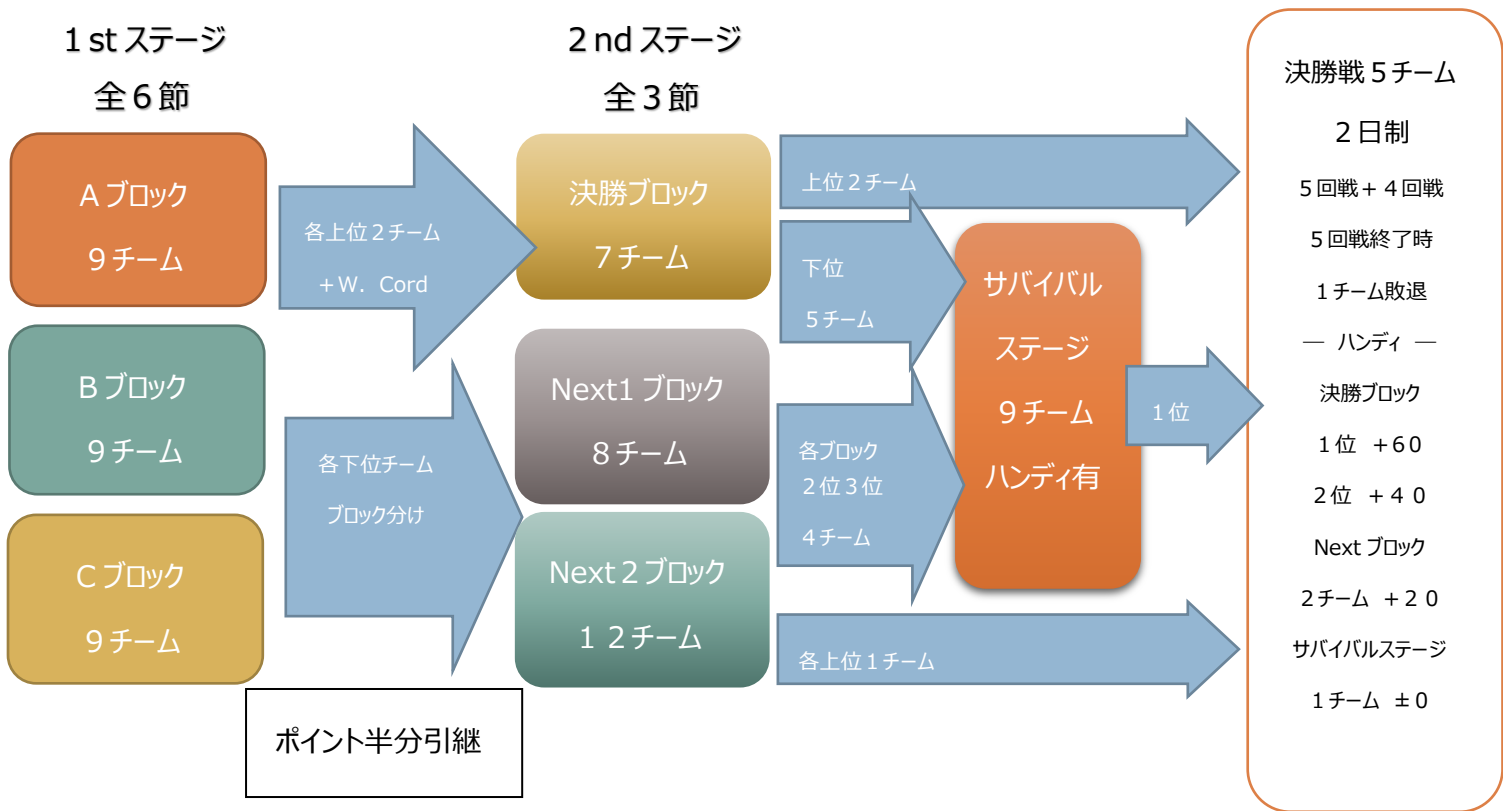 1st ステージ
全6節
A ブロック
9チーム
B ブロック
9チーム
C ブロック
9チーム
各上位2チーム
+W. Cord
各下位チーム
ブロック分け
ポイント半分引継
2nd ステージ
全3節
決勝ブロック
7チーム
Next1 ブロック
8チーム
Next2ブロック
12チーム
上位2チーム
下位
5チーム
各ブロック
2位3位
4チーム
各上位1チーム
サバイバル
ステージ
9チーム
ハンディ有
1位
決勝戦5チーム
2日制
5回戦+4回戦
5回戦終了時
1チーム敗退
― ハンディ ―
決勝ブロック
1位 +60
2位 +40
Next ブロック
2チーム +20
サバイバルステージ
1チーム ±0